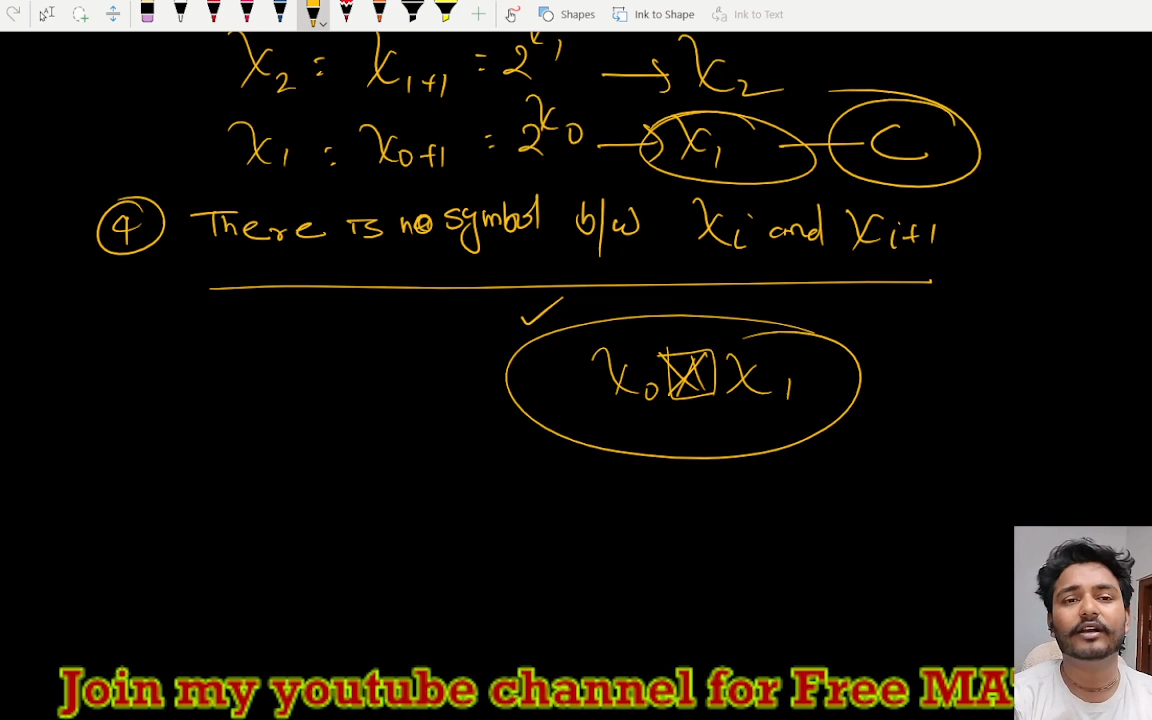 Shapes Ink to Shape Ink to Text
X₂ : X₁₊₁ : 2^X₁ → X₂
X₁ : X₀₊₁ : 2^X₀ → X₁ — C
④ There is no symbol b/w Xᵢ and Xᵢ₊₁
X₀ X₁
Join my youtube channel for Free MA